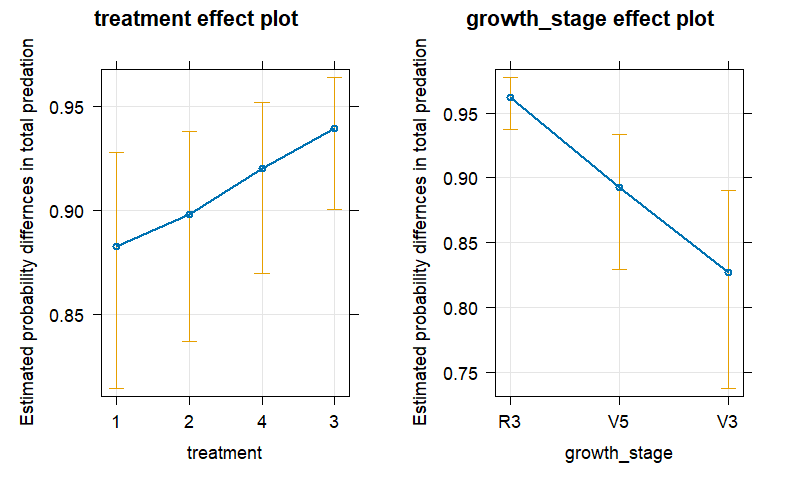 treatment effect plot
Estimated probability differnces in total predation
0.95
0.90
0.85
1 2 4 3
treatment
growth_stage effect plot
Estimated probability differnces in total predation
0.95
0.90
0.85
0.80
0.75
R3 V5 V3
growth_stage